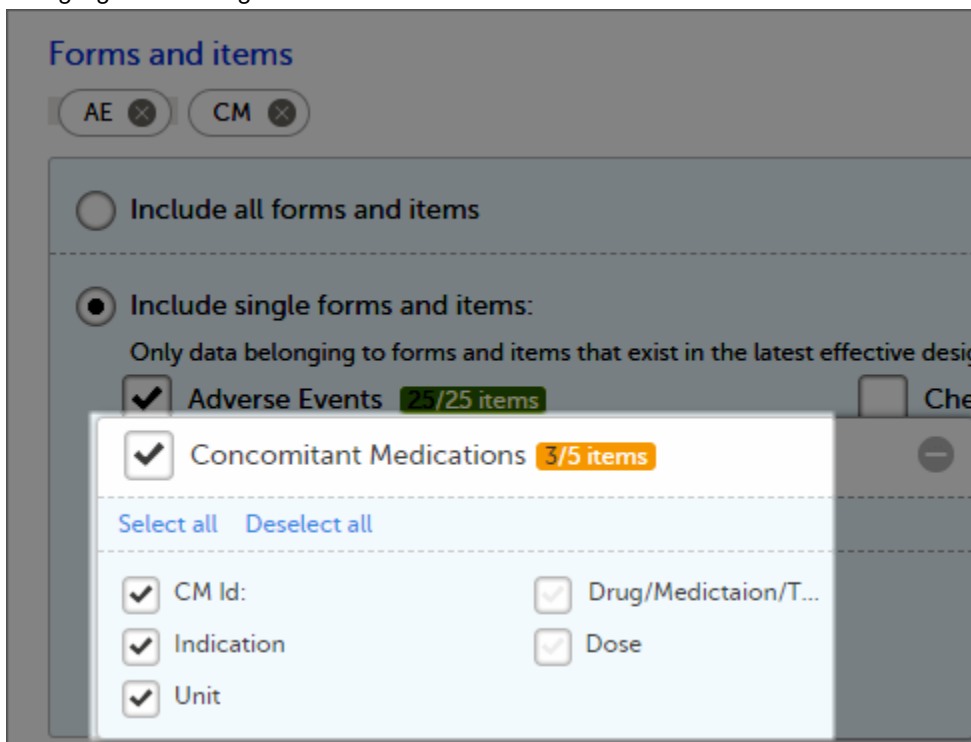 Forms and items
AE CM
Include all forms and items
Include single forms and items:
Only data belonging to forms and items that exist in the latest effective desi
Adverse Events 25/25 items Che
Concomitant Medications 3/5 items
Select all Deselect all
CM Id: Drug/Medictaion/T...
Indication Dose
Unit